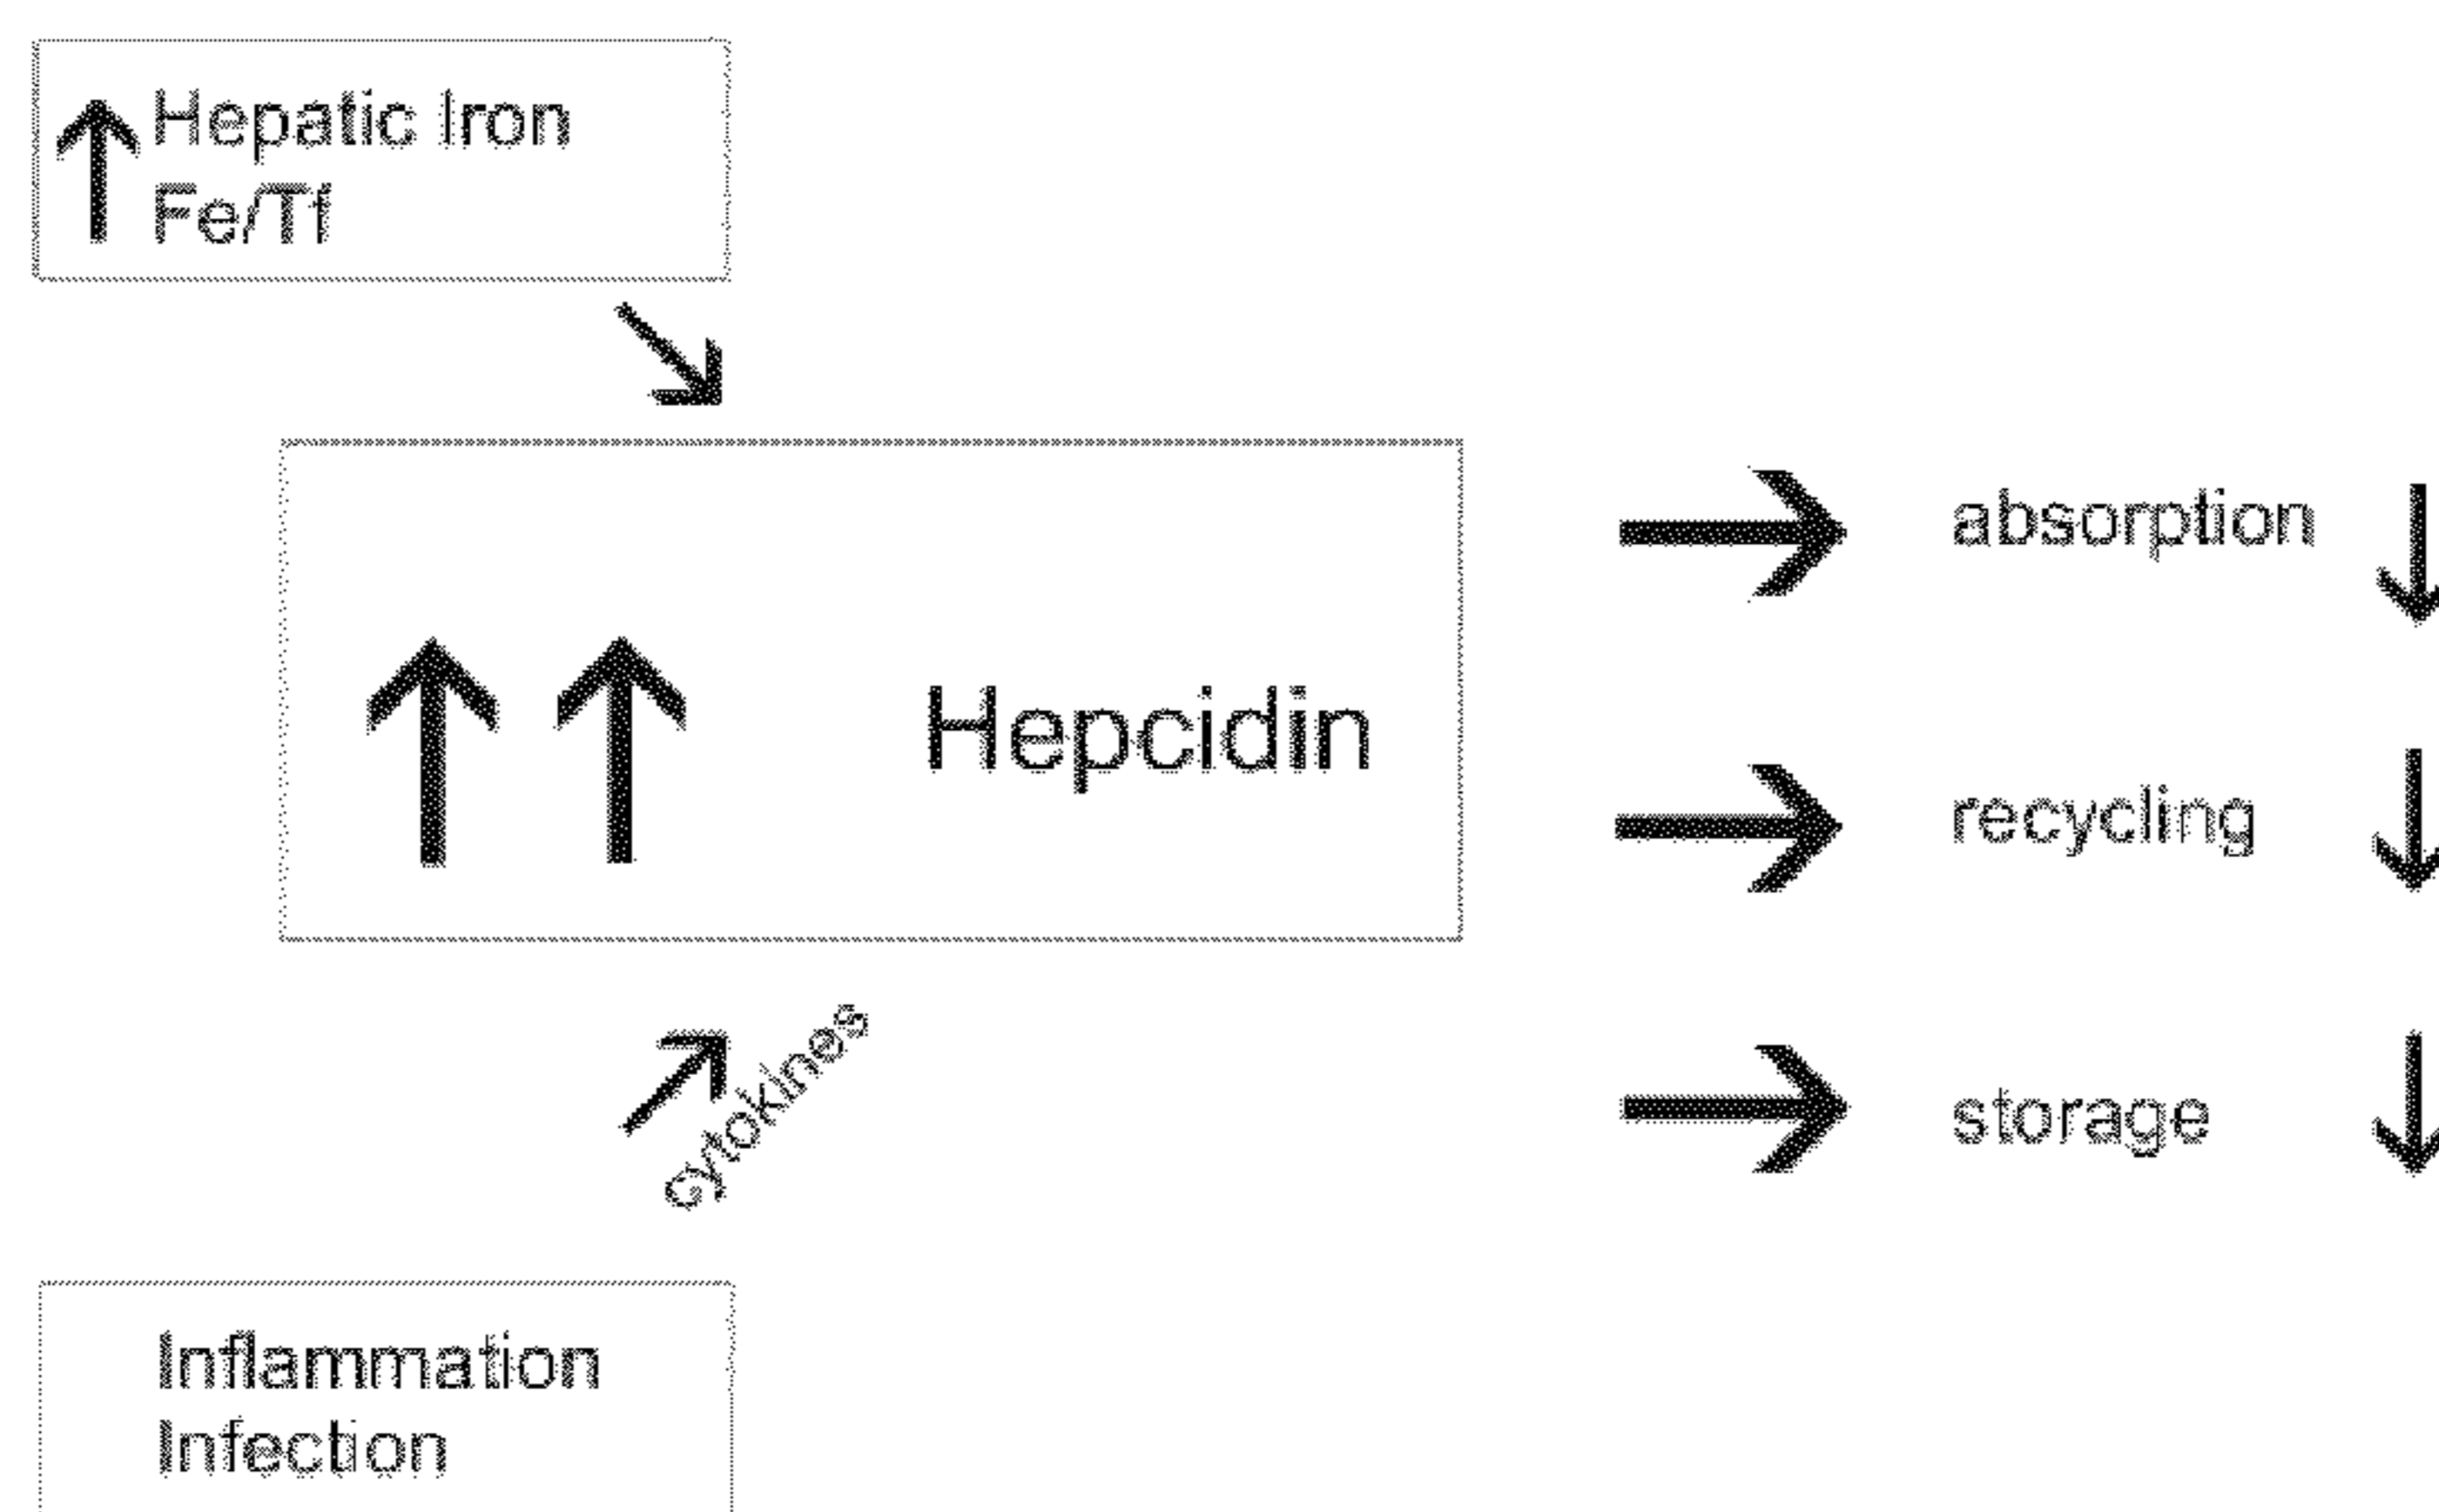 Hepatic Iron
Fe/Tf
Hepcidin
absorption
recycling
storage
cytokines
Inflammation
Infection